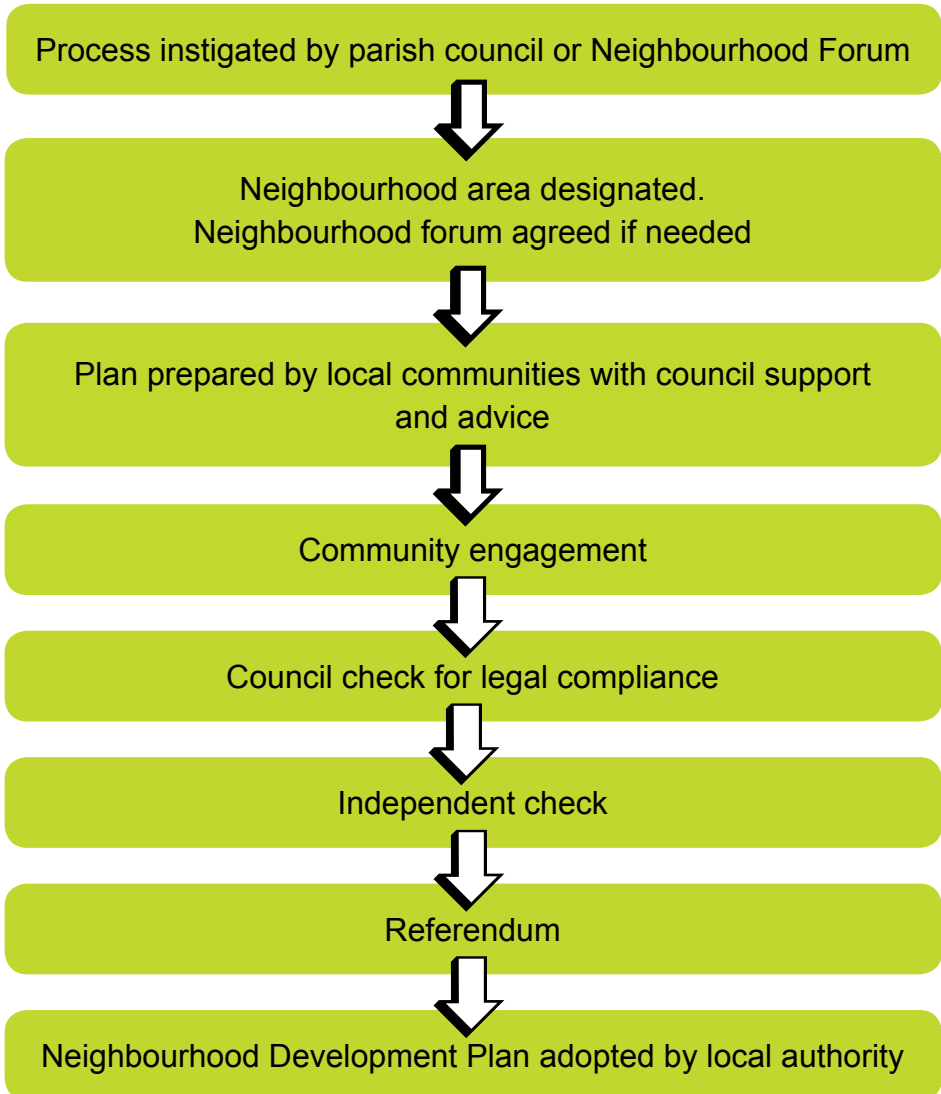 Process instigated by parish council or Neighbourhood Forum
Neighbourhood area designated.
Neighbourhood forum agreed if needed
Plan prepared by local communities with council support
and advice
Community engagement
Council check for legal compliance
Independent check
Referendum
Neighbourhood Development Plan adopted by local authority